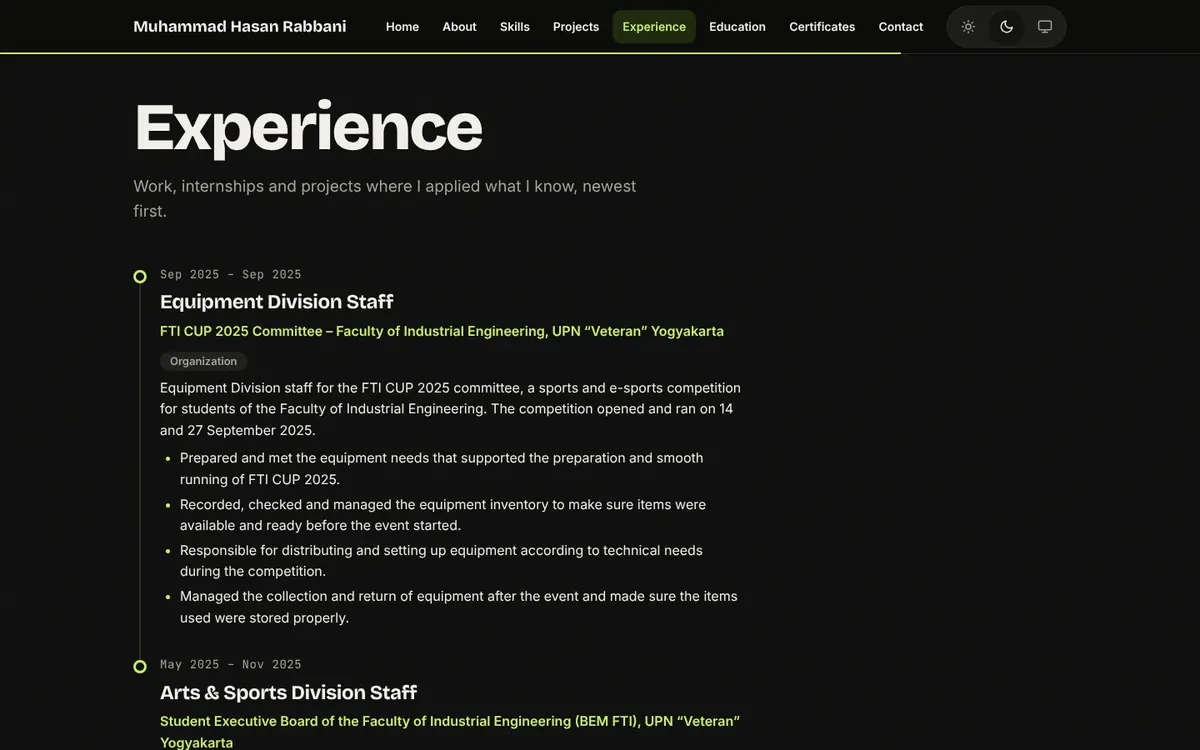 Muhammad Hasan Rabbani
Home
About
Skills
Projects
Experience
Education
Certificates
Contact
Experience
Work, internships and projects where I applied what I know, newest
first.
Sep 2025 – Sep 2025
Equipment Division Staff
FTI CUP 2025 Committee – Faculty of Industrial Engineering, UPN “Veteran” Yogyakarta
Organization
Equipment Division staff for the FTI CUP 2025 committee, a sports and e-sports competition
for students of the Faculty of Industrial Engineering. The competition opened and ran on 14
and 27 September 2025.
Prepared and met the equipment needs that supported the preparation and smooth
running of FTI CUP 2025.
Recorded, checked and managed the equipment inventory to make sure items were
available and ready before the event started.
Responsible for distributing and setting up equipment according to technical needs
during the competition.
Managed the collection and return of equipment after the event and made sure the items
used were stored properly.
May 2025 – Nov 2025
Arts & Sports Division Staff
Student Executive Board of the Faculty of Industrial Engineering (BEM FTI), UPN “Veteran”
Yogyakarta